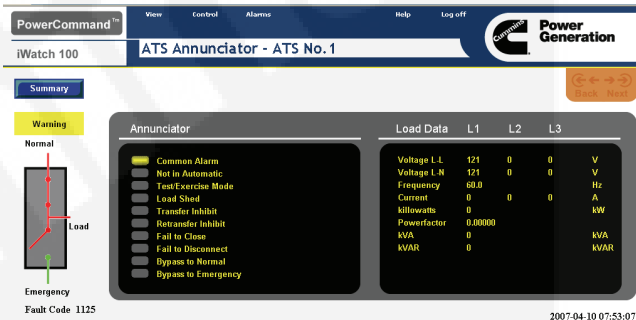 PowerCommand™
View Control Alarms Help Log off
cummins
Power
Generation
iWatch 100
ATS Annunciator - ATS No.1
Summary
Back Next
Warning
Normal
Load
Emergency
Fault Code 1125
Annunciator
Common Alarm
Not in Automatic
Test/Exercise Mode
Load Shed
Transfer Inhibit
Retransfer Inhibit
Fail to Close
Fail to Disconnect
Bypass to Normal
Bypass to Emergency
Load Data L1 L2 L3
Voltage L-L 121 0 0 V
Voltage L-N 121 0 0 V
Frequency 60.0 Hz
Current 0 0 0 A
killowatts 0 kW
Powerfactor 0.00000
kVA 0 kVA
kVAR 0 kVAR
2007-04-10 07:53:07